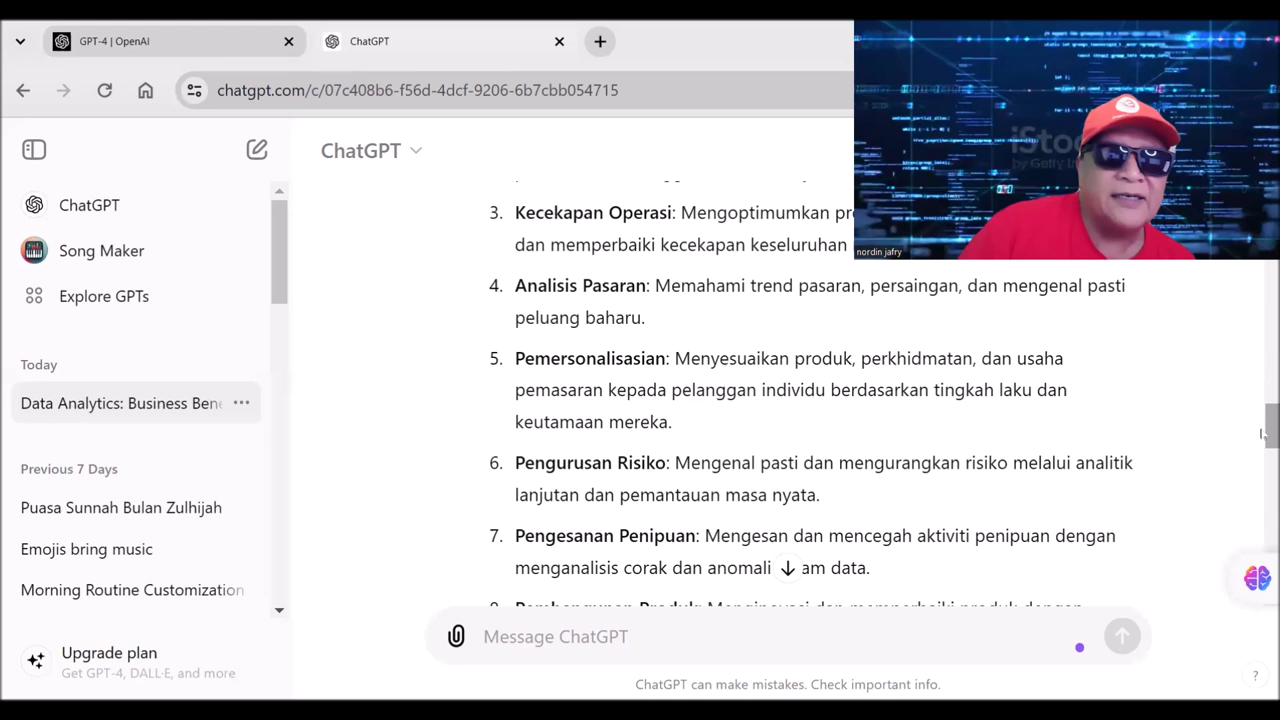 GPT-4 | OpenAI
ChatGPT
chatgpt.com/c/07c408b6-f56d-4dcf-9206-6b7cbb054715
iStoc
by Getty Im
nordin jafry
ChatGPT
ChatGPT
Song Maker
Explore GPTs
Today
Data Analytics: Business Ben
Previous 7 Days
Puasa Sunnah Bulan Zulhijah
Emojis bring music
Morning Routine Customization
Upgrade plan
Get GPT-4, DALL·E, and more
3. Kecekapan Operasi: Mengoptimumkan pr
dan memperbaiki kecekapan keseluruhan
4. Analisis Pasaran: Memahami trend pasaran, persaingan, dan mengenal pasti
peluang baharu.
5. Pemersonalisasian: Menyesuaikan produk, perkhidmatan, dan usaha
pemasaran kepada pelanggan individu berdasarkan tingkah laku dan
keutamaan mereka.
6. Pengurusan Risiko: Mengenal pasti dan mengurangkan risiko melalui analitik
lanjutan dan pemantauan masa nyata.
7. Pengesanan Penipuan: Mengesan dan mencegah aktiviti penipuan dengan
menganalisis corak dan anomali am data.
Message ChatGPT
ChatGPT can make mistakes. Check important info.
?